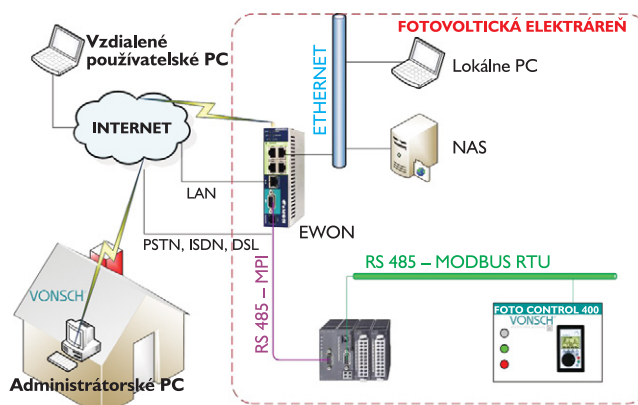 FOTOVOLTICKÁ ELEKTRÁREŇ
Vzdialené
používateľské PC
INTERNET
ETHERNET
Lokálne PC
NAS
LAN
EWON
PSTN, ISDN, DSL
RS 485 – MPI
RS 485 – MODBUS RTU
VONSCH
Administrátorské PC
FOTO CONTROL 400
VONSCH